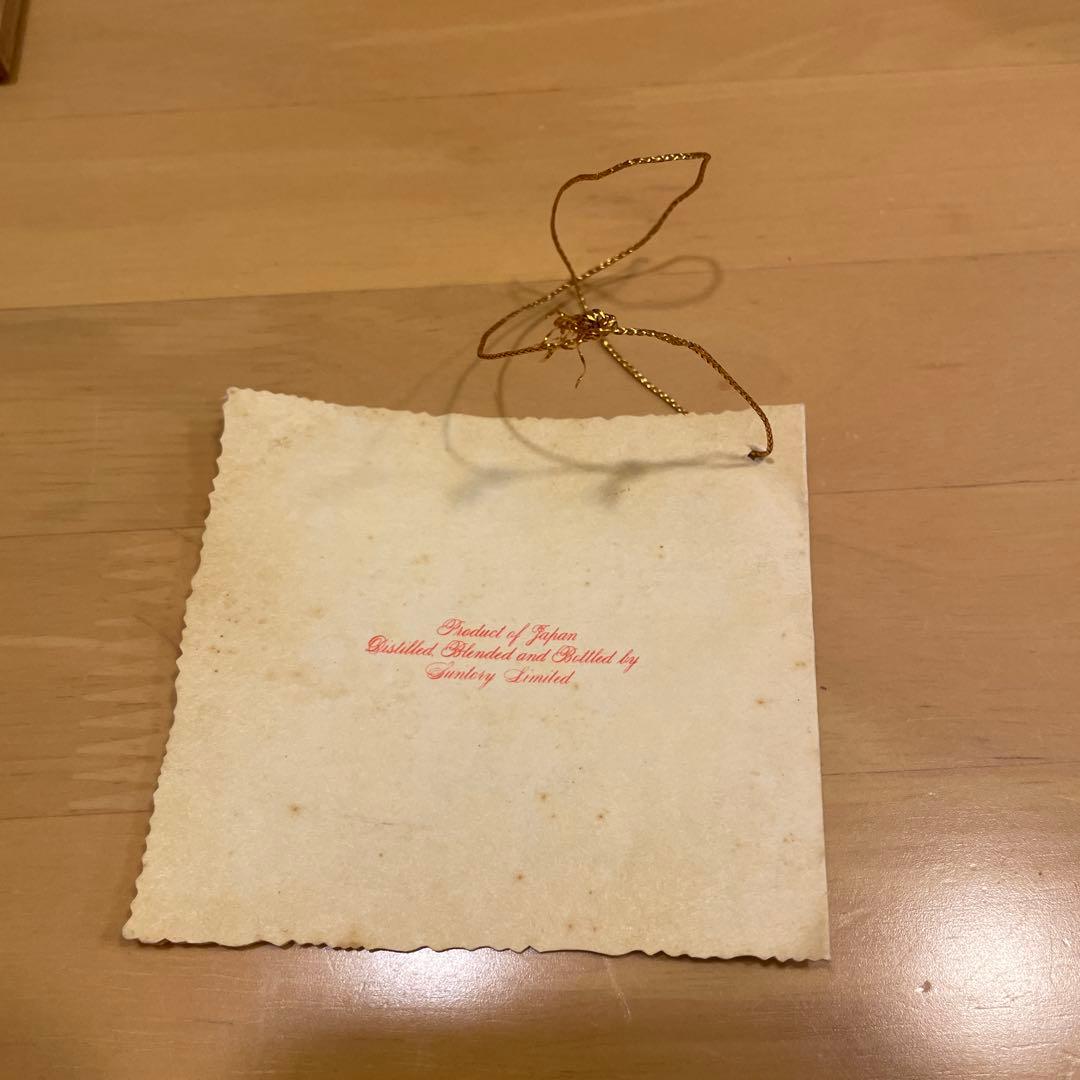 Product of Japan
Distilled, Blended and Bottled by
Suntory Limited